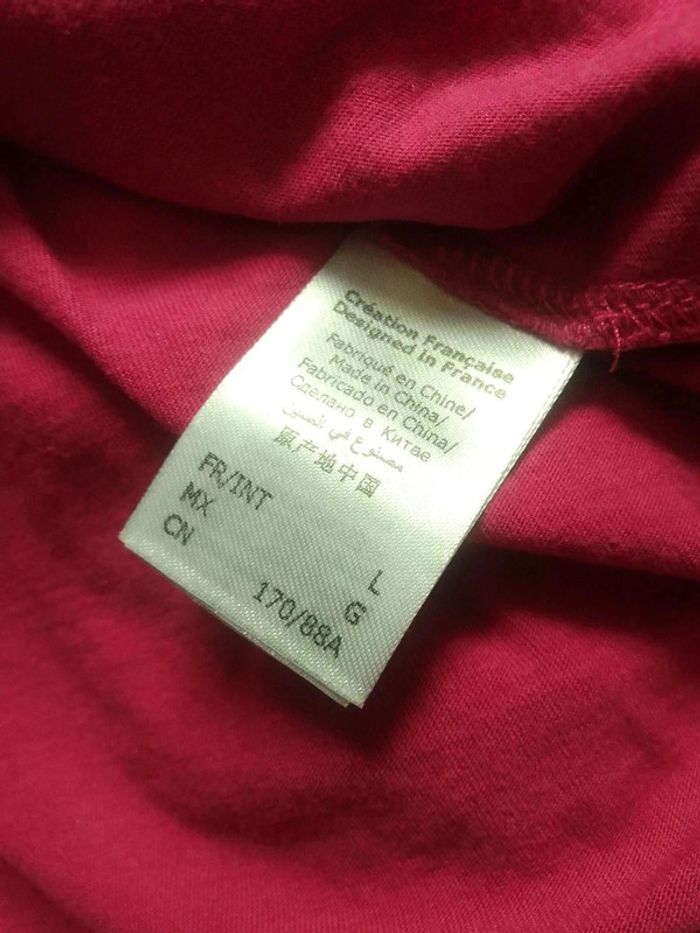 Création Française
Designed in France
Fabriqué en Chine/
Made in China/
Fabricado en China/
Сделано в Китае
مصنوع في الصين
原产地中国
FR/INT L
MX G
CN 170/88A